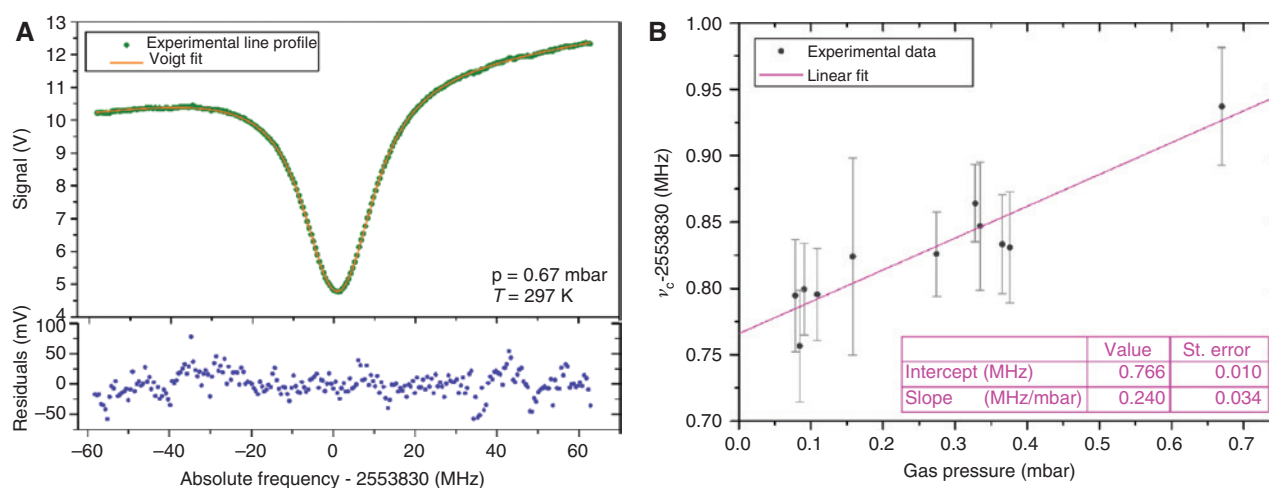 A
Signal (V)
13
12
11
10
9
8
7
6
5
4
Experimental line profile
Voigt fit
p = 0.67 mbar
T = 297 K
Residuals (mV)
100
50
0
−50
−60
−40
−20
0
20
40
60
Absolute frequency - 2553830 (MHz)
B
νc-2553830 (MHz)
1.00
0.95
0.90
0.85
0.80
0.75
0.70
Experimental data
Linear fit
Value St. error
Intercept (MHz) 0.766 0.010
Slope (MHz/mbar) 0.240 0.034
0.0
0.1
0.2
0.3
0.4
0.5
0.6
0.7
Gas pressure (mbar)